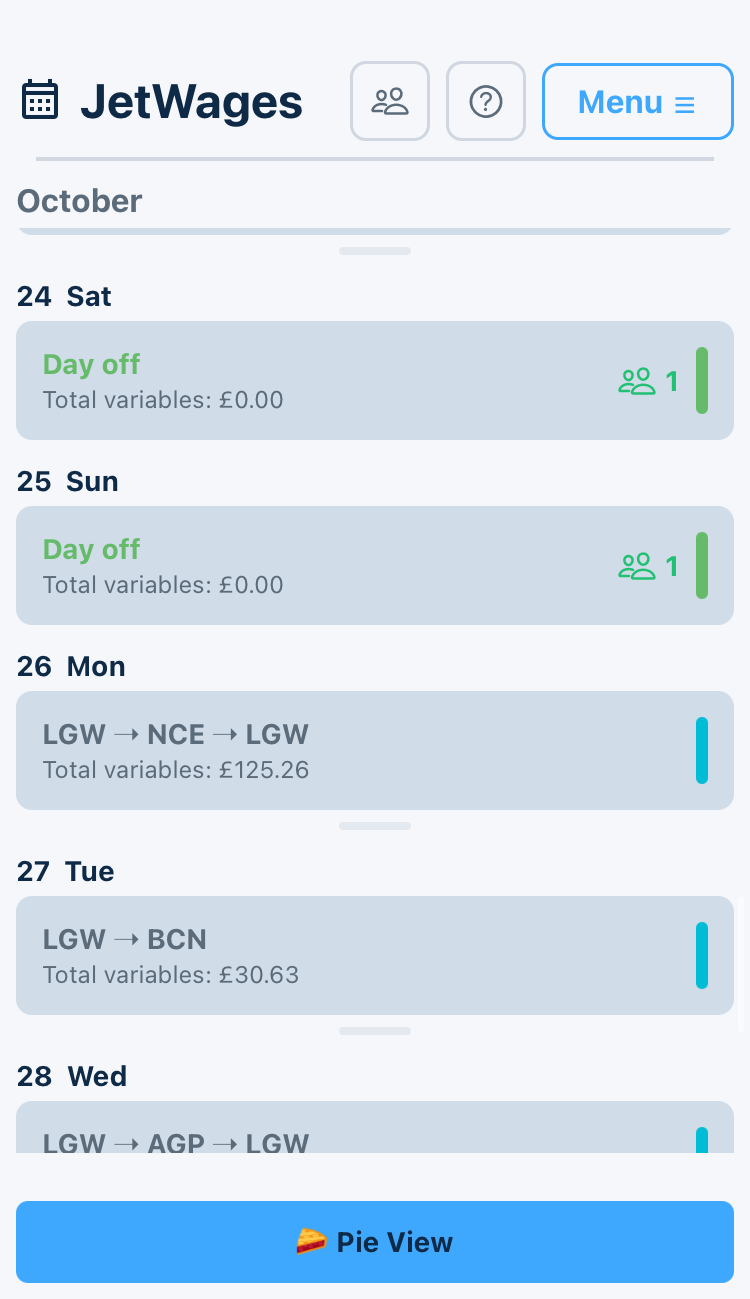 JetWages
Menu
October
24 Sat
Day off
Total variables: £0.00
1
25 Sun
Day off
Total variables: £0.00
1
26 Mon
LGW → NCE → LGW
Total variables: £125.26
27 Tue
LGW → BCN
Total variables: £30.63
28 Wed
LGW → AGP → LGW
Pie View